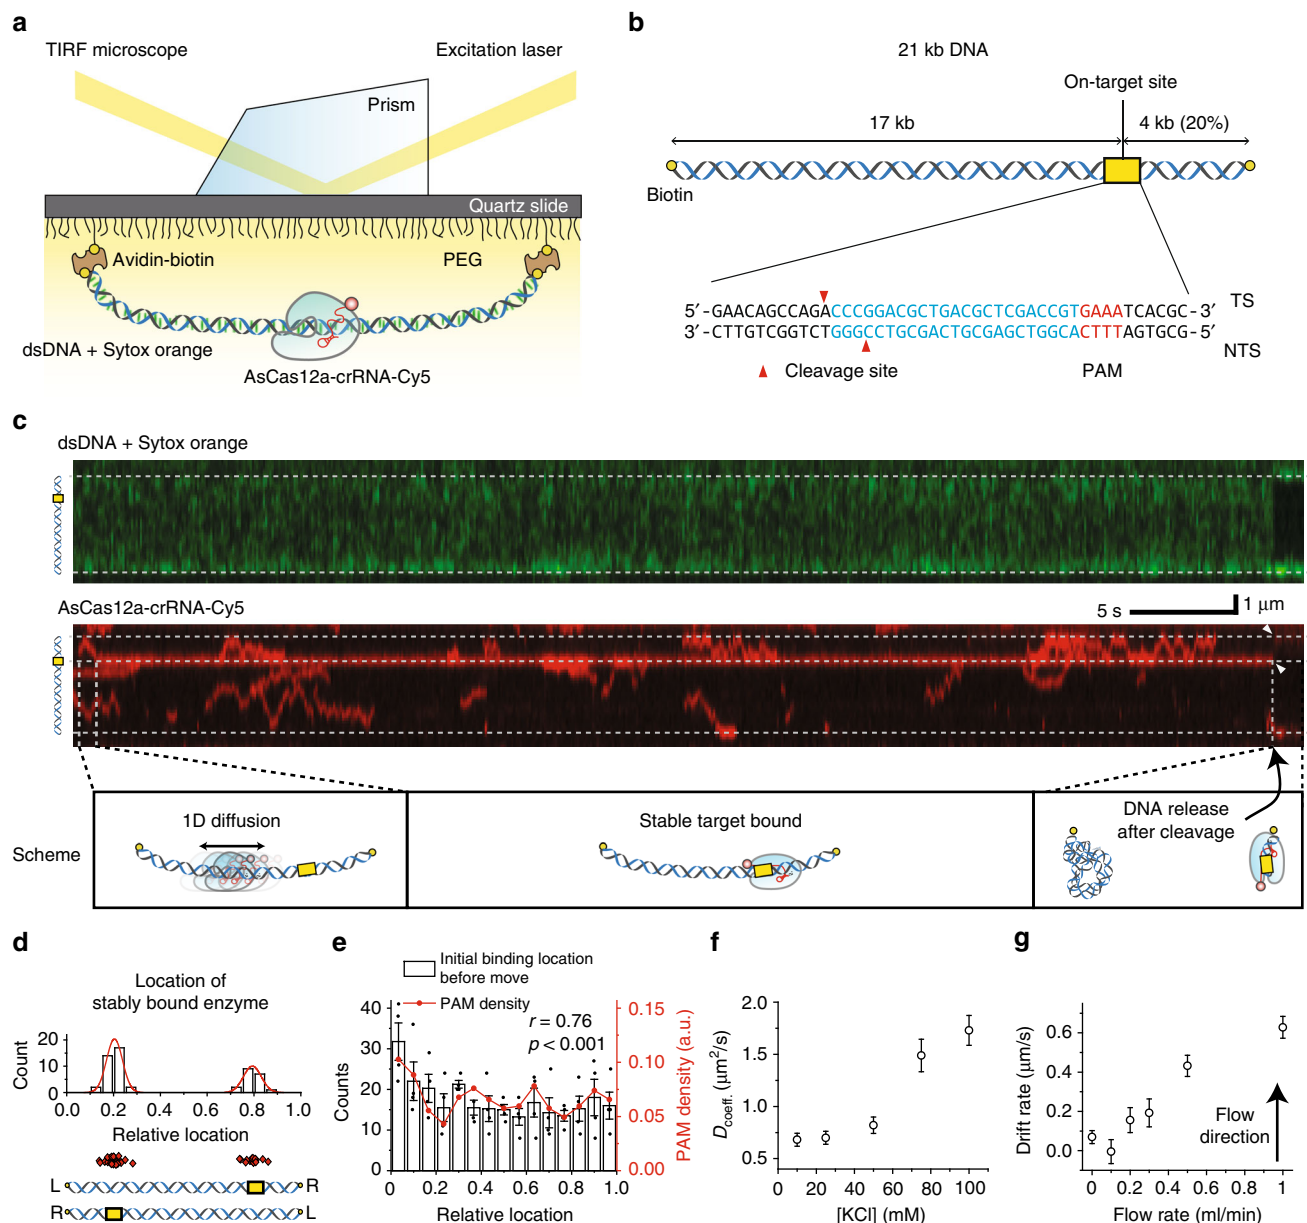 a
TIRF microscope
Excitation laser
Prism
Quartz slide
Avidin-biotin
PEG
dsDNA + Sytox orange
AsCas12a-crRNA-Cy5
b
21 kb DNA
On-target site
17 kb
4 kb (20%)
Biotin
5′-GAACAGCCAGACCCGGACGCTGACGCTCGACCGTGAAATCACGC-3′
TS
3′-CTTGTCGGTCTGGGCCTGCGACTGCGAGCTGGCACTTTAGTGCG-5′
NTS
Cleavage site
PAM
c
dsDNA + Sytox orange
AsCas12a-crRNA-Cy5
5 s
1 μm
Scheme
1D diffusion
Stable target bound
DNA release
after cleavage
d
Location of
stably bound enzyme
Count
20
10
0
0.0 0.2 0.4 0.6 0.8 1.0
Relative location
L
R
R
L
e
Initial binding location
before move
PAM density
r = 0.76
p < 0.001
Counts
40
30
20
10
0
0 0.2 0.4 0.6 0.8 1
Relative location
PAM density (a.u.)
0.15
0.10
0.05
0.00
f
Dcoeff. (μm²/s)
2.0
1.5
1.0
0.5
0 20 40 60 80 100
[KCl] (mM)
g
Drift rate (μm/s)
0.6
0.4
0.2
0.0
Flow
direction
0 0.2 0.4 0.6 0.8 1
Flow rate (ml/min)